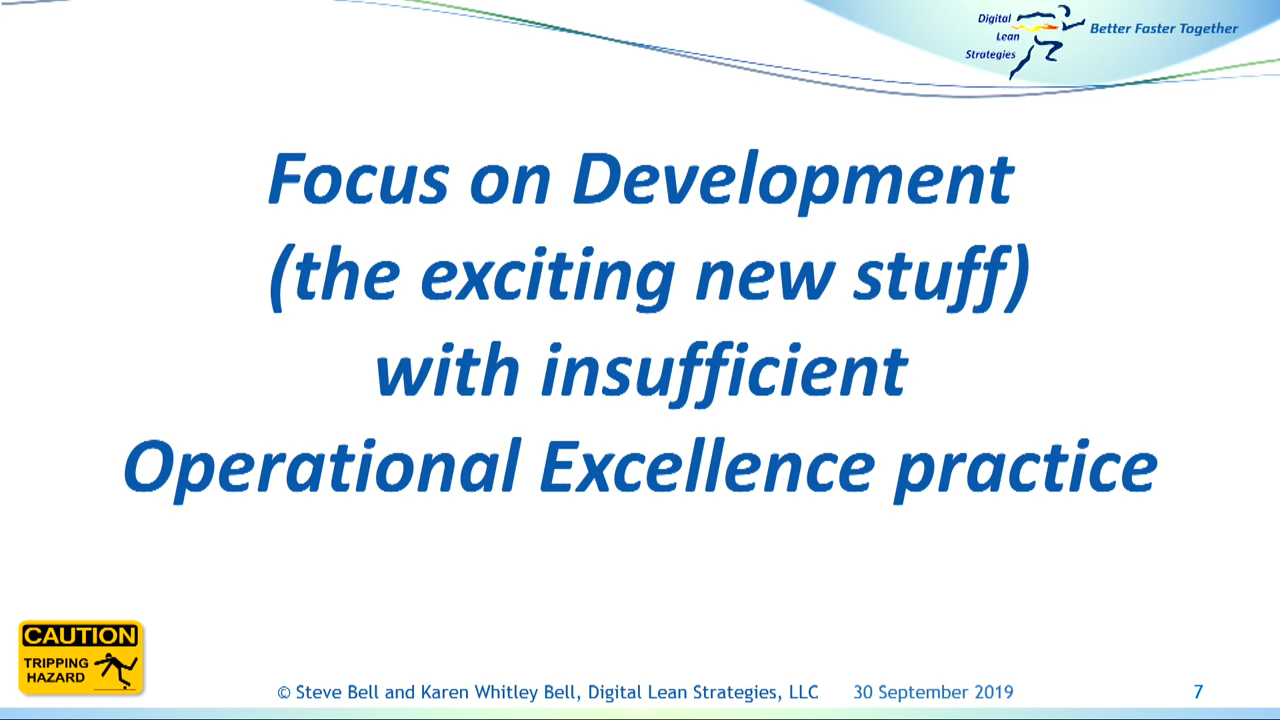 Digital
Lean
Strategies
Better Faster Together
Focus on Development
(the exciting new stuff)
with insufficient
Operational Excellence practice
CAUTION
TRIPPING
HAZARD
© Steve Bell and Karen Whitley Bell, Digital Lean Strategies, LLC 30 September 2019 7